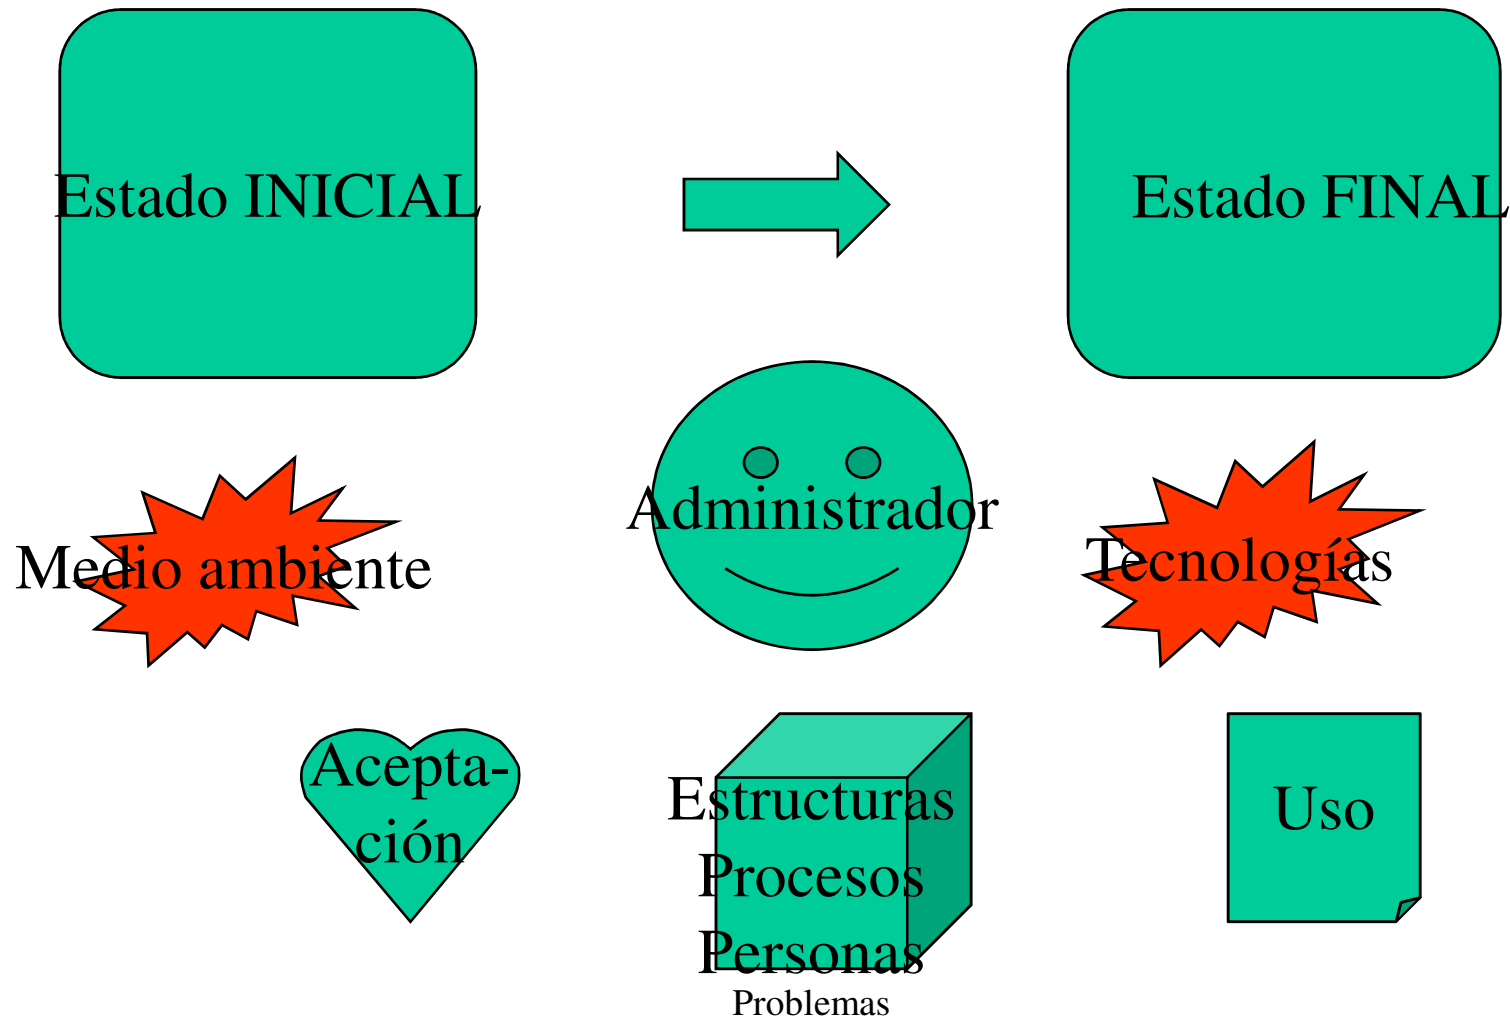 Estado INICIAL
Estado FINAL
Administrador
Medio ambiente
Tecnologías
Acepta-
ción
Estructuras
Procesos
Personas
Problemas
Uso